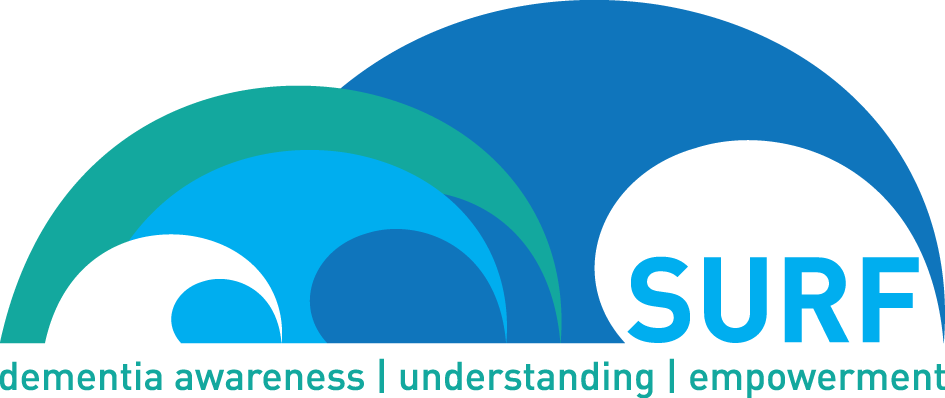 SURF
dementia awareness | understanding | empowerment